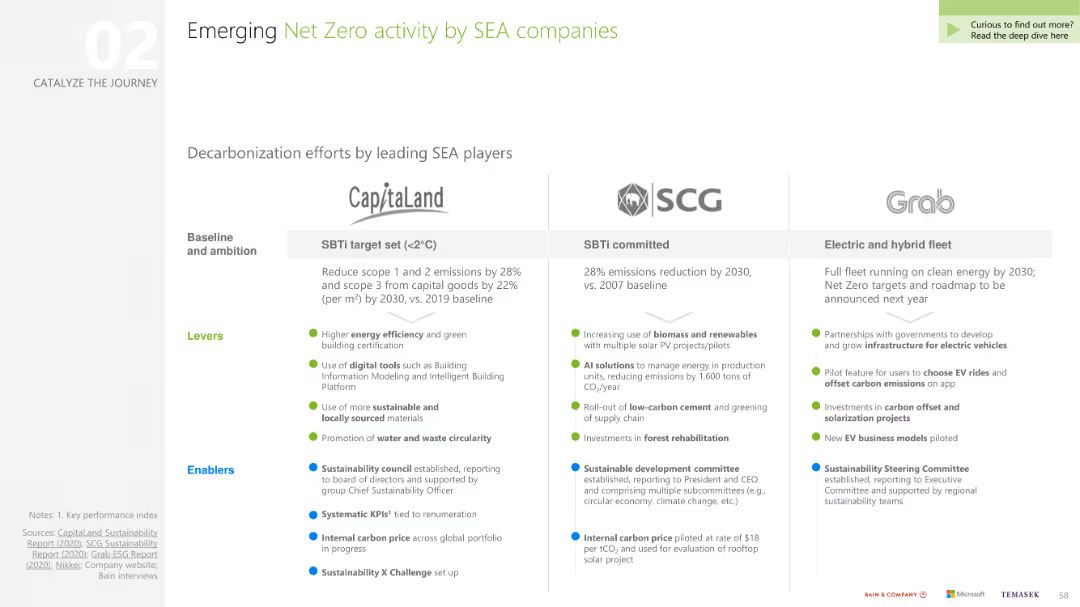 02
CATALYZE THE JOURNEY
Emerging Net Zero activity by SEA companies
Curious to find out more?
Read the deep dive here
Decarbonization efforts by leading SEA players
CapitaLand
SCG
Grab
Baseline
and ambition
SBTi target set (<2°C)
SBTi committed
Electric and hybrid fleet
Reduce scope 1 and 2 emissions by 28%
and scope 3 from capital goods by 22%
(per m²) by 2030, vs. 2019 baseline
28% emissions reduction by 2030,
vs. 2007 baseline
Full fleet running on clean energy by 2030;
Net Zero targets and roadmap to be
announced next year
Levers
Higher energy efficiency and green
building certification
Use of digital tools such as Building
Information Modeling and Intelligent Building
Platform
Use of more sustainable and
locally sourced materials
Promotion of water and waste circularity
Increasing use of biomass and renewables
with multiple solar PV projects/pilots
AI solutions to manage energy in production
units, reducing emissions by 1,600 tons of
CO₂/year
Roll-out of low-carbon cement and greening
of supply chain
Investments in forest rehabilitation
Partnerships with governments to develop
and grow infrastructure for electric vehicles
Pilot feature for users to choose EV rides and
offset carbon emissions on app
Investments in carbon offset and
solarization projects
New EV business models piloted
Enablers
Sustainability council established, reporting
to board of directors and supported by
group Chief Sustainability Officer
Systematic KPIs¹ tied to renumeration
Internal carbon price across global portfolio
in progress
Sustainability X Challenge set up
Sustainable development committee
established, reporting to President and CEO
and comprising multiple subcommittees (e.g.,
circular economy, climate change, etc.)
Internal carbon price piloted at rate of $18
per tCO₂ and used for evaluation of rooftop
solar project
Sustainability Steering Committee
established, reporting to Executive
Committee and supported by regional
sustainability teams
Notes: 1. Key performance index
Sources: CapitaLand Sustainability
Report (2020); SCG Sustainability
Report (2020); Grab ESG Report
(2020); Nikkei; Company website;
Bain interviews
BAIN & COMPANY
Microsoft
TEMASEK
58